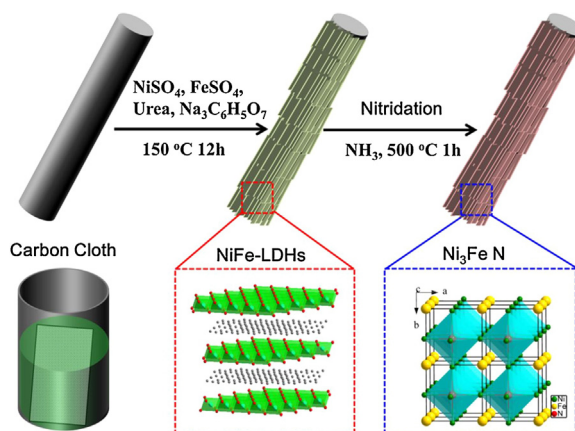 NiSO₄, FeSO₄,
Urea, Na₃C₆H₅O₇
150 °C 12h
Nitridation
NH₃, 500 °C 1h
Carbon Cloth
NiFe-LDHs
Ni₃Fe N
c a
b
Ni
Fe
N